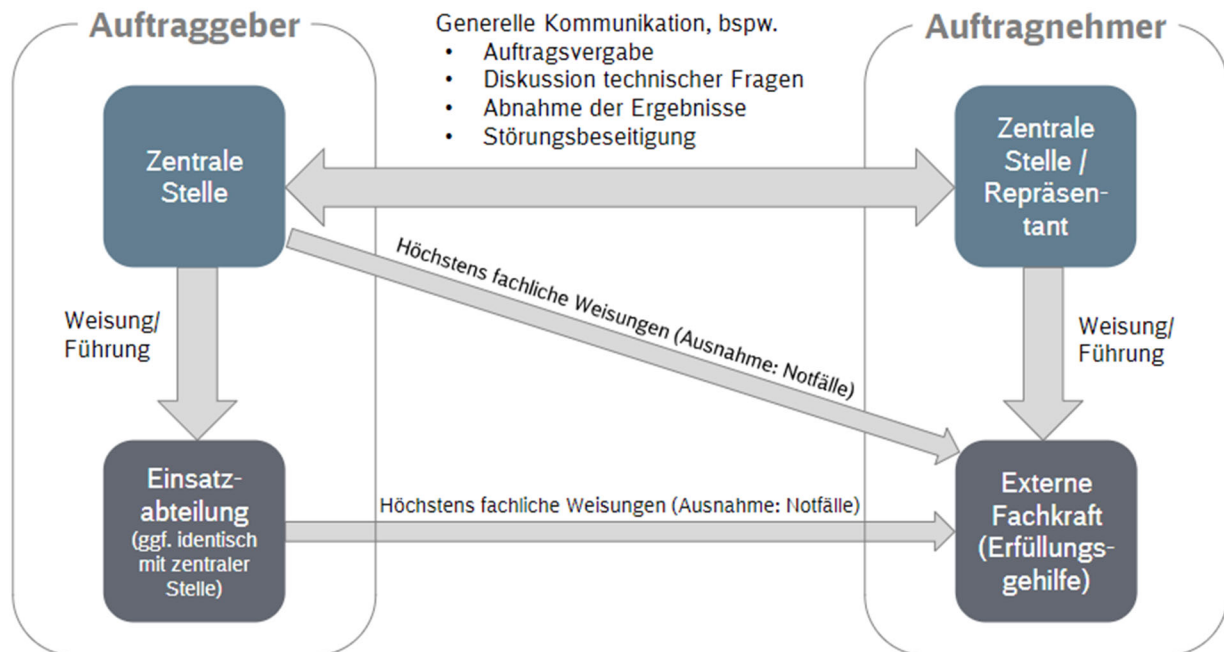 Auftraggeber
Generelle Kommunikation, bspw.
• Auftragsvergabe
• Diskussion technischer Fragen
• Abnahme der Ergebnisse
• Störungsbeseitigung
Auftragnehmer
Zentrale
Stelle
Zentrale
Stelle /
Repräsen-
tant
Höchstens fachliche Weisungen (Ausnahme: Notfälle)
Weisung/
Führung
Weisung/
Führung
Einsatz-
abteilung
(ggf. identisch
mit zentraler
Stelle)
Höchstens fachliche Weisungen (Ausnahme: Notfälle)
Externe
Fachkraft
(Erfüllungs-
gehilfe)